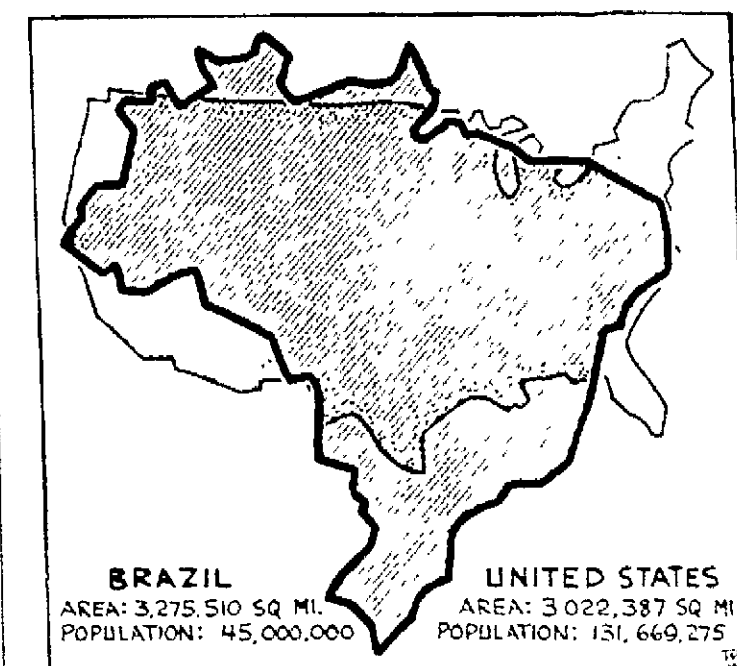 BRAZIL
AREA: 3,275,510 SQ MI.
POPULATION: 45,000,000
UNITED STATES
AREA: 3 022,387 SQ MI
POPULATION: 131,669,275